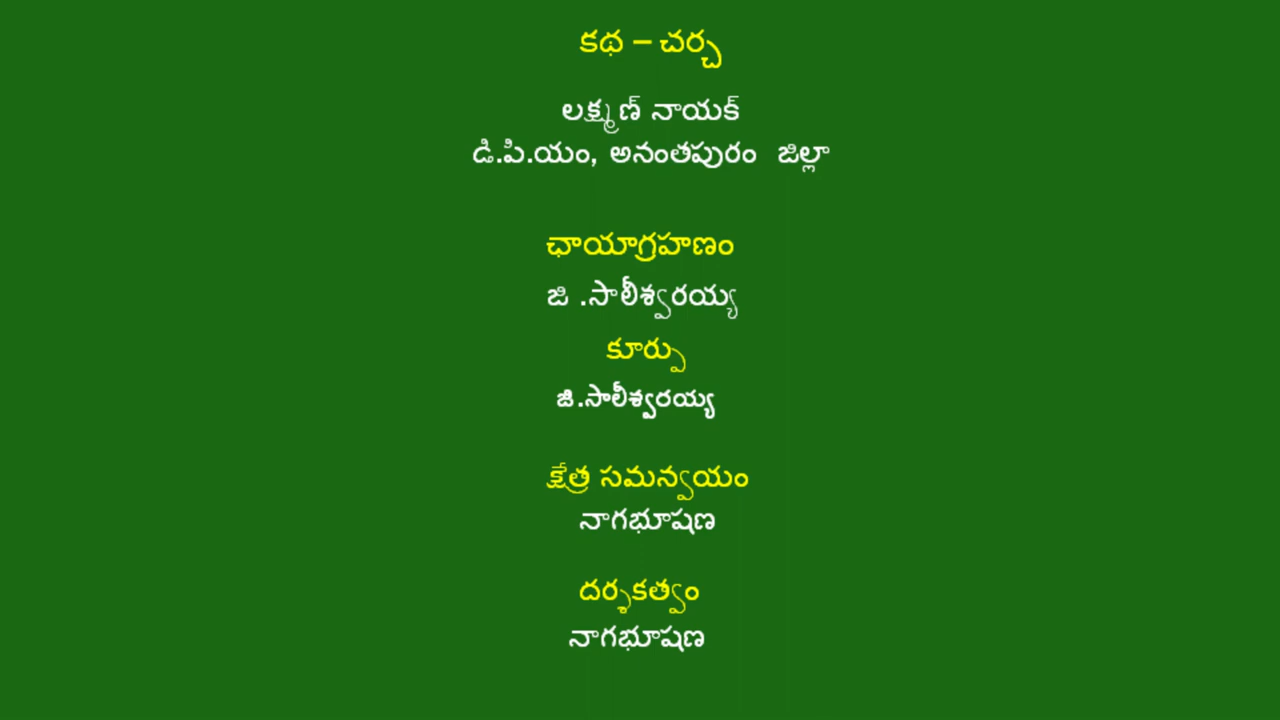 కథ – చర్చ
లక్ష్మణ్ నాయక్
డి.పి.యం, అనంతపురం జిల్లా
ఛాయాగ్రహణం
జి .సాలీశ్వరయ్య
కూర్పు
జి.సాలీశ్వరయ్య
క్షేత్ర సమన్వయం
నాగభూషణ
దర్శకత్వం
నాగభూషణ